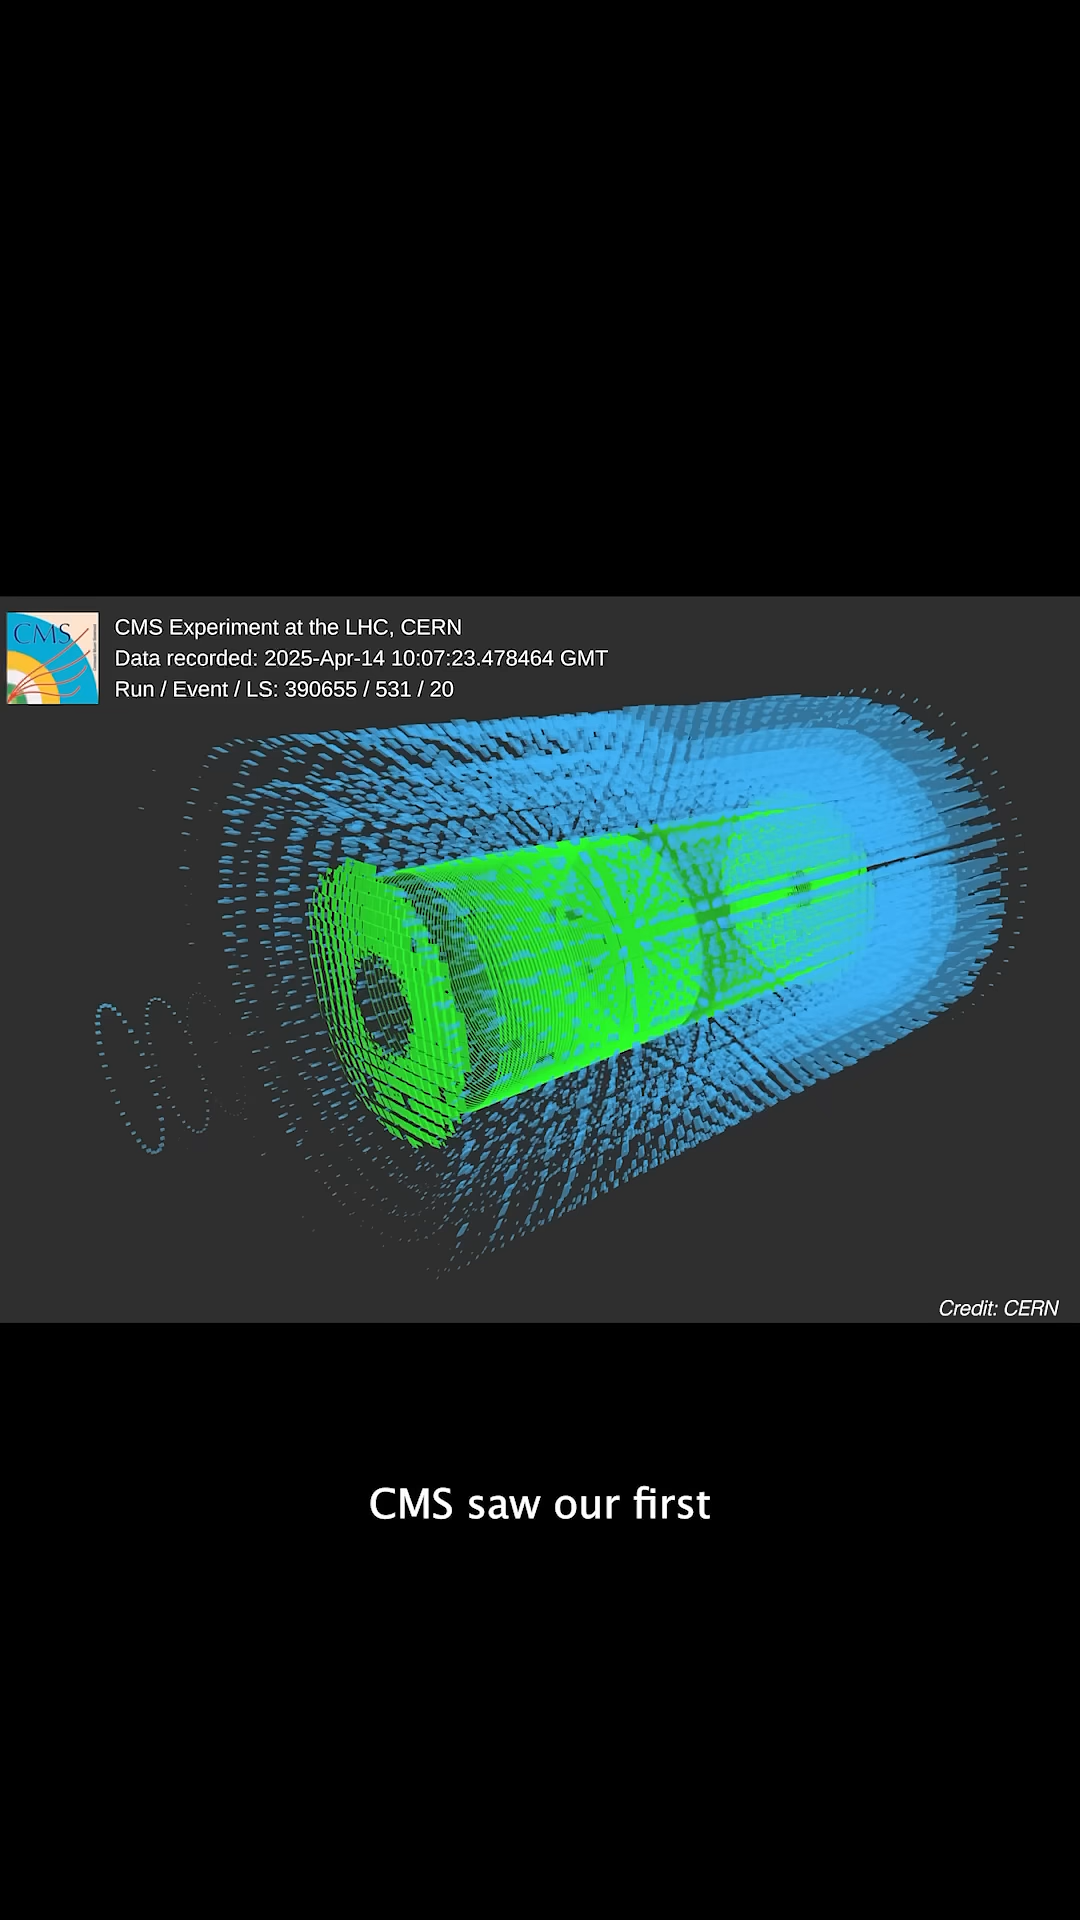 CMS
CMS Experiment at the LHC, CERN
Data recorded: 2025-Apr-14 10:07:23.478464 GMT
Run / Event / LS: 390655 / 531 / 20
Credit: CERN
CMS saw our first